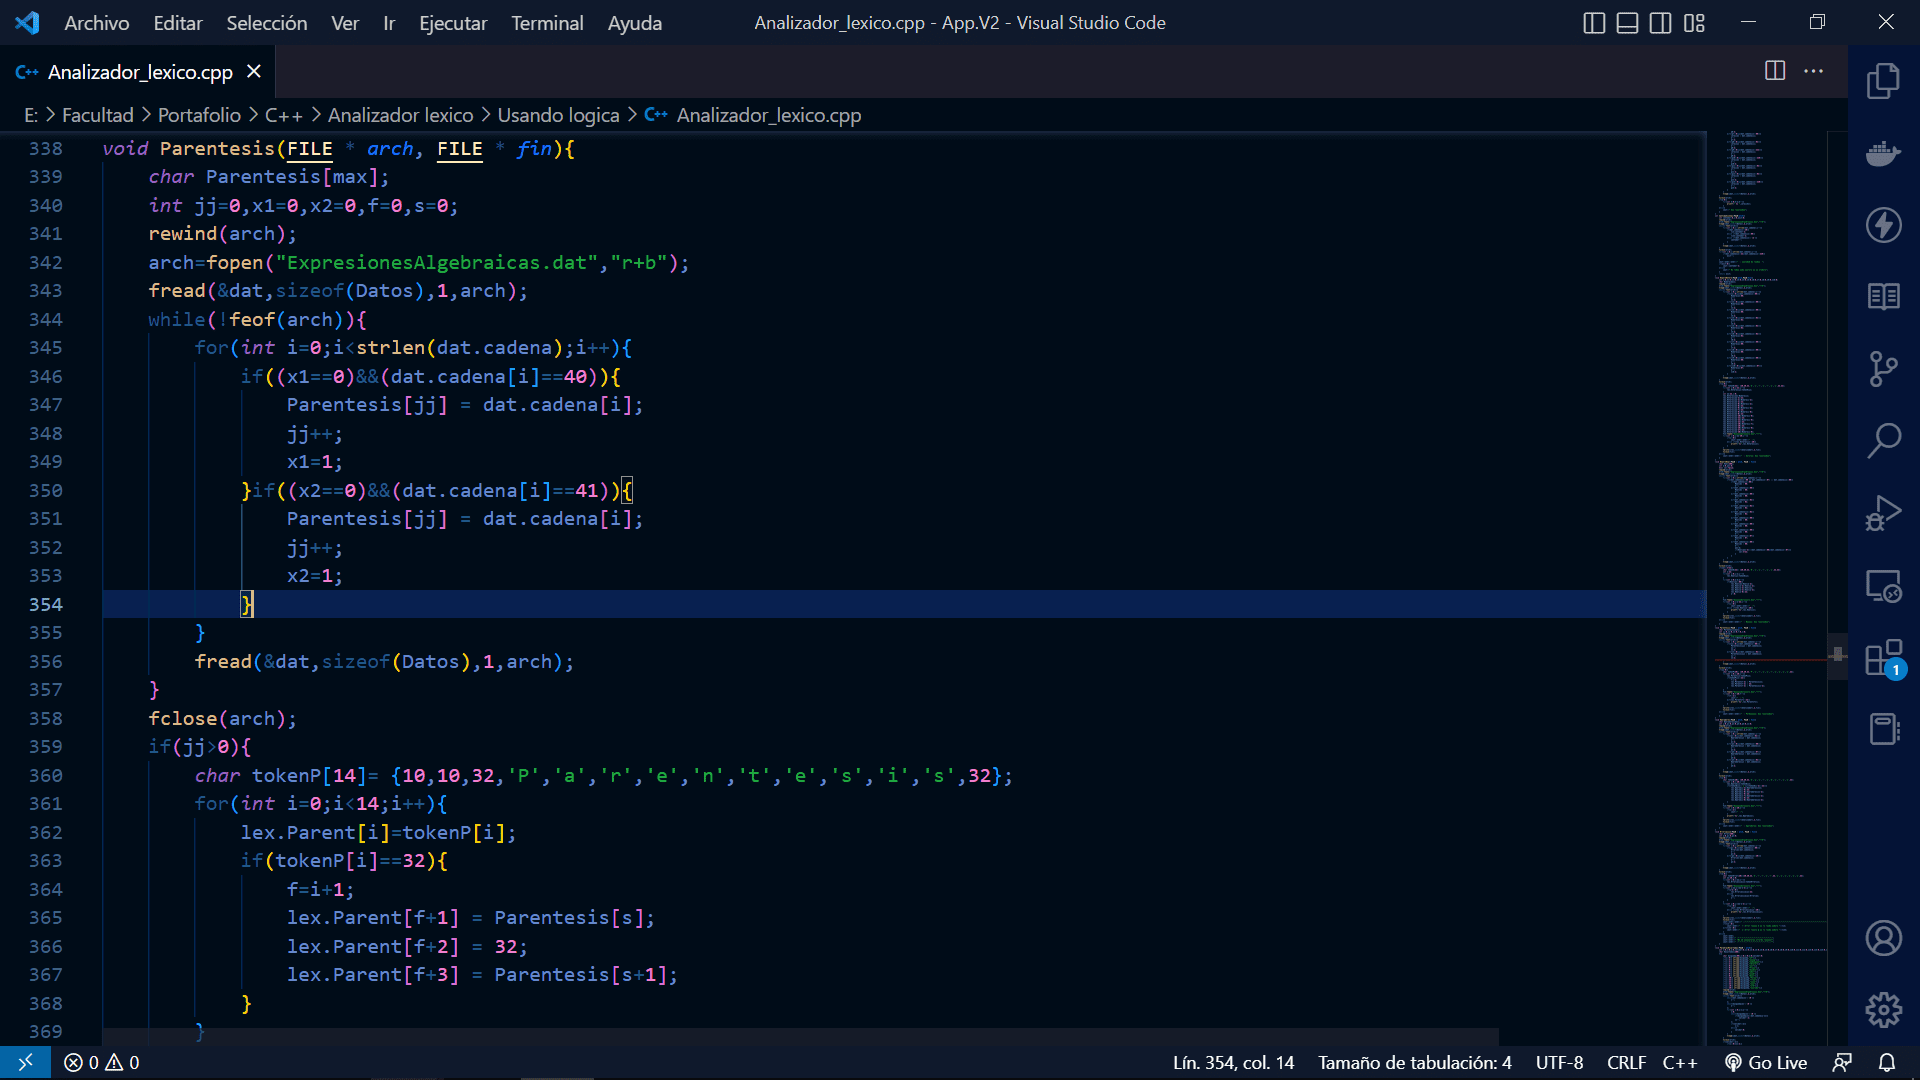 Archivo Editar Selección Ver Ir Ejecutar Terminal Ayuda Analizador_lexico.cpp - App.V2 - Visual Studio Code
C++ Analizador_lexico.cpp
E: > Facultad > Portafolio > C++ > Analizador lexico > Usando logica > C++ Analizador_lexico.cpp
338 void Parentesis(FILE * arch, FILE * fin){
339 char Parentesis[max];
340 int jj=0,x1=0,x2=0,f=0,s=0;
341 rewind(arch);
342 arch=fopen("ExpresionesAlgebraicas.dat","r+b");
343 fread(&dat,sizeof(Datos),1,arch);
344 while(!feof(arch)){
345 for(int i=0;i<strlen(dat.cadena);i++){
346 if((x1==0)&&(dat.cadena[i]==40)){
347 Parentesis[jj] = dat.cadena[i];
348 jj++;
349 x1=1;
350 }if((x2==0)&&(dat.cadena[i]==41)){
351 Parentesis[jj] = dat.cadena[i];
352 jj++;
353 x2=1;
354 }
355 }
356 fread(&dat,sizeof(Datos),1,arch);
357 }
358 fclose(arch);
359 if(jj>0){
360 char tokenP[14]= {10,10,32,'P','a','r','e','n','t','e','s','i','s',32};
361 for(int i=0;i<14;i++){
362 lex.Parent[i]=tokenP[i];
363 if(tokenP[i]==32){
364 f=i+1;
365 lex.Parent[f+1] = Parentesis[s];
366 lex.Parent[f+2] = 32;
367 lex.Parent[f+3] = Parentesis[s+1];
368 }
369 }
1
0 0 Lín. 354, col. 14 Tamaño de tabulación: 4 UTF-8 CRLF C++ Go Live